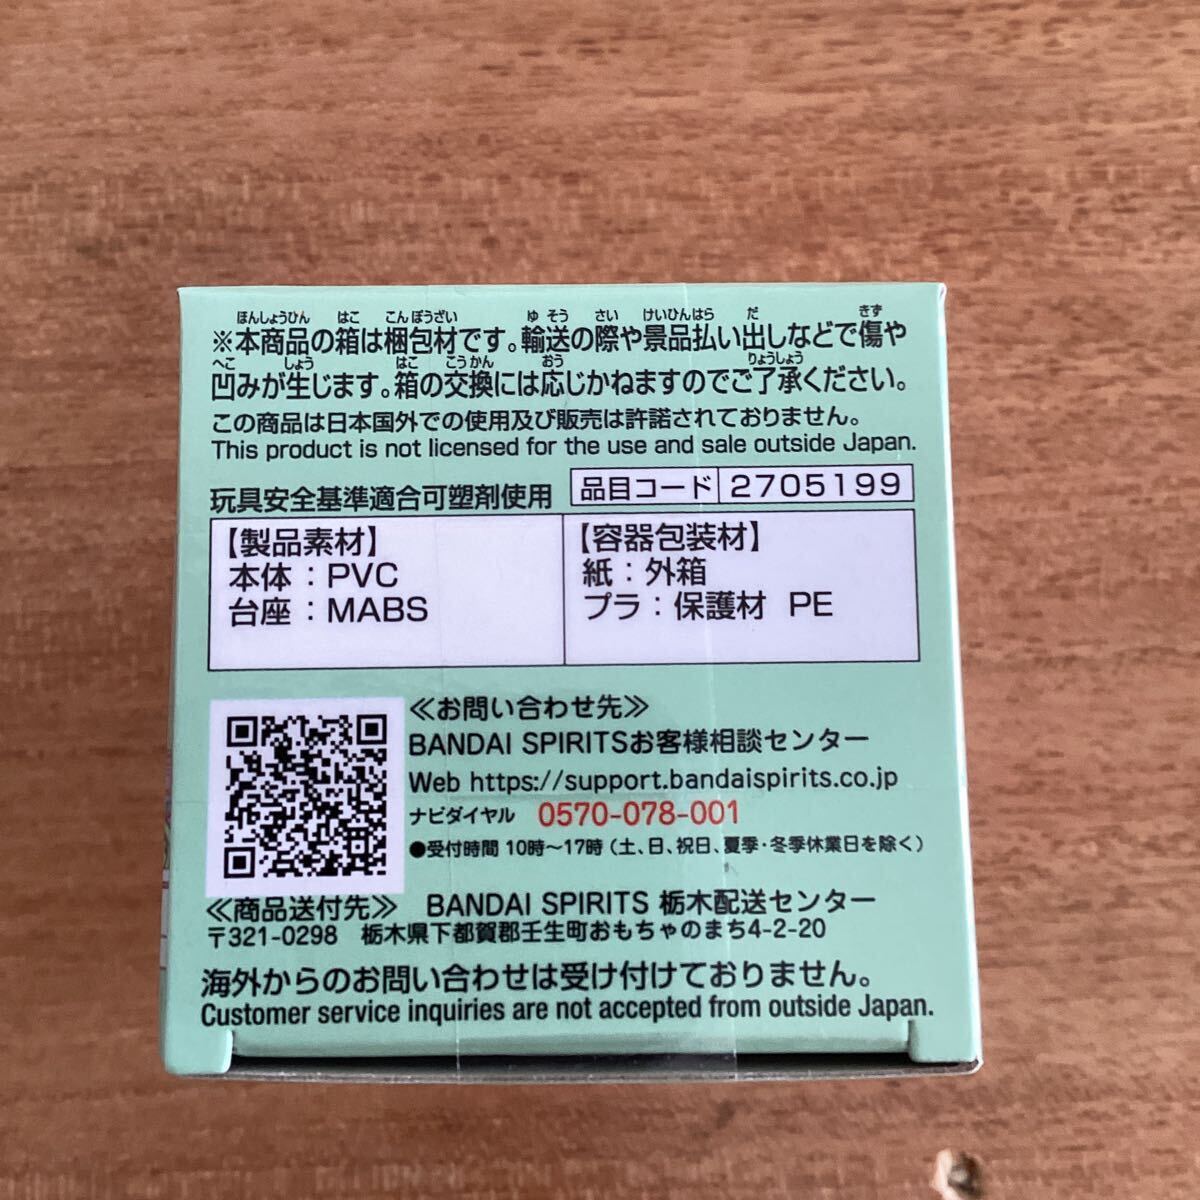 ※本商品の箱は梱包材です。輸送の際や景品払い出しなどで傷や
凹みが生じます。箱の交換には応じかねますのでご了承ください。
この商品は日本国外での使用及び販売は許諾されておりません。
This product is not licensed for the use and sale outside Japan.
玩具安全基準適合可塑剤使用
品目コード 2705199
【製品素材】
本体：PVC
台座：MABS
【容器包装材】
紙：外箱
プラ：保護材 PE
≪お問い合わせ先≫
BANDAI SPIRITSお客様相談センター
Web https://support.bandaispirits.co.jp
ナビダイヤル 0570-078-001
●受付時間 10時〜17時（土、日、祝日、夏季・冬季休業日を除く）
≪商品送付先≫ BANDAI SPIRITS 栃木配送センター
〒321-0298 栃木県下都賀郡壬生町おもちゃのまち4-2-20
海外からのお問い合わせは受け付けておりません。
Customer service inquiries are not accepted from outside Japan.